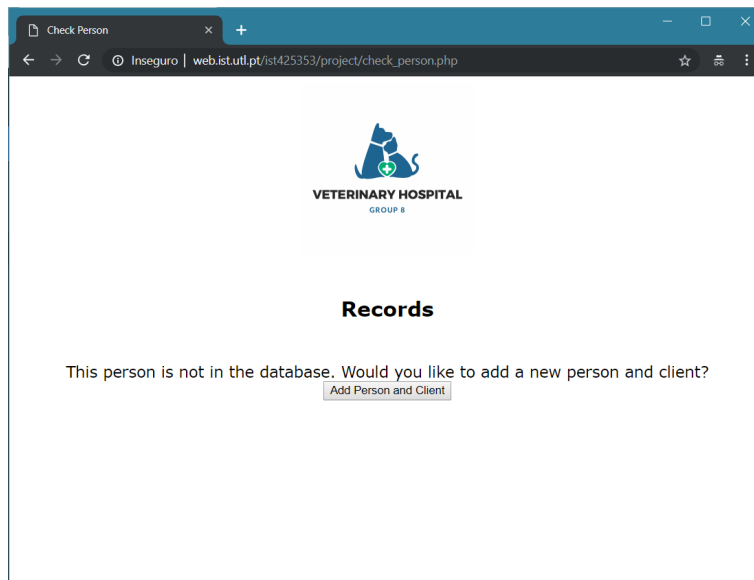 Check Person
Inseguro | web.ist.utl.pt/ist425353/project/check_person.php
VETERINARY HOSPITAL
GROUP 8
Records
This person is not in the database. Would you like to add a new person and client?
Add Person and Client